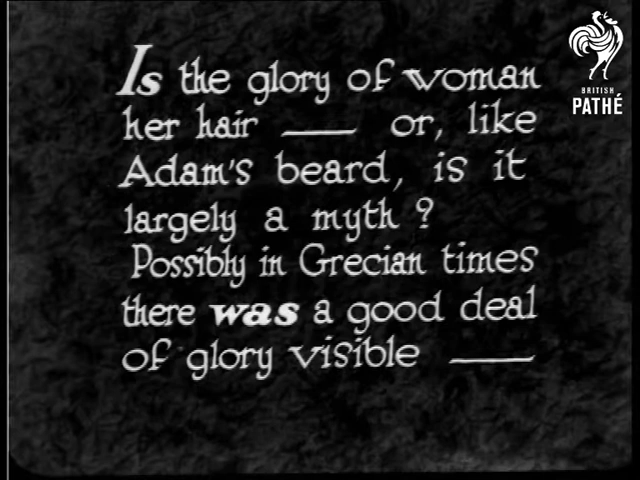 Is the glory of woman
her hair —— or, like
Adam's beard, is it
largely a myth ?
Possibly in Grecian times
there was a good deal
of glory visible ——
BRITISH
PATHÉ